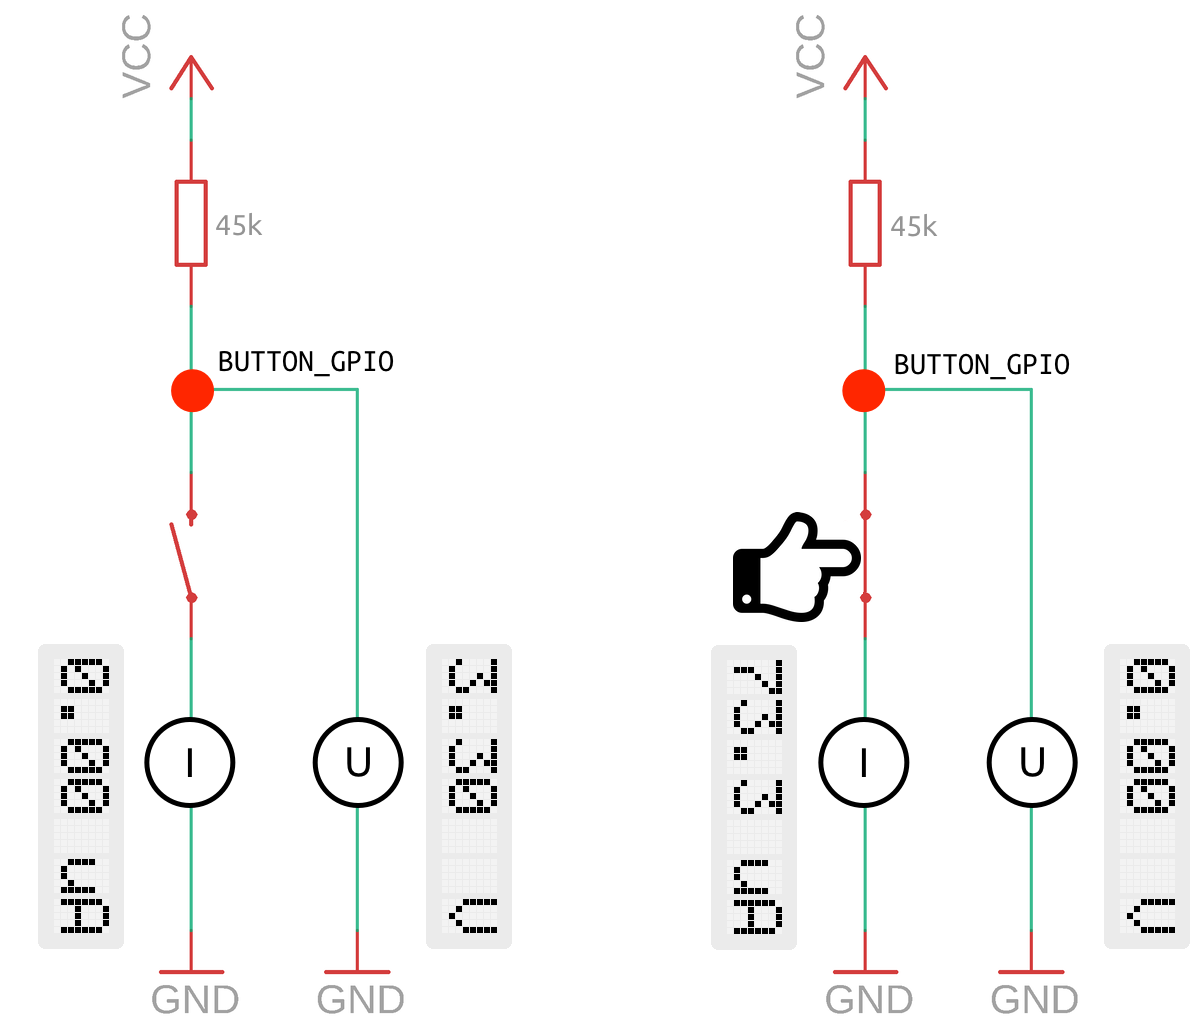 VCC
45k
BUTTON_GPIO
0.00 uA
I
U
3.30  V
GND
GND
VCC
45k
BUTTON_GPIO
73.3 uA
I
U
0.00  V
GND
GND